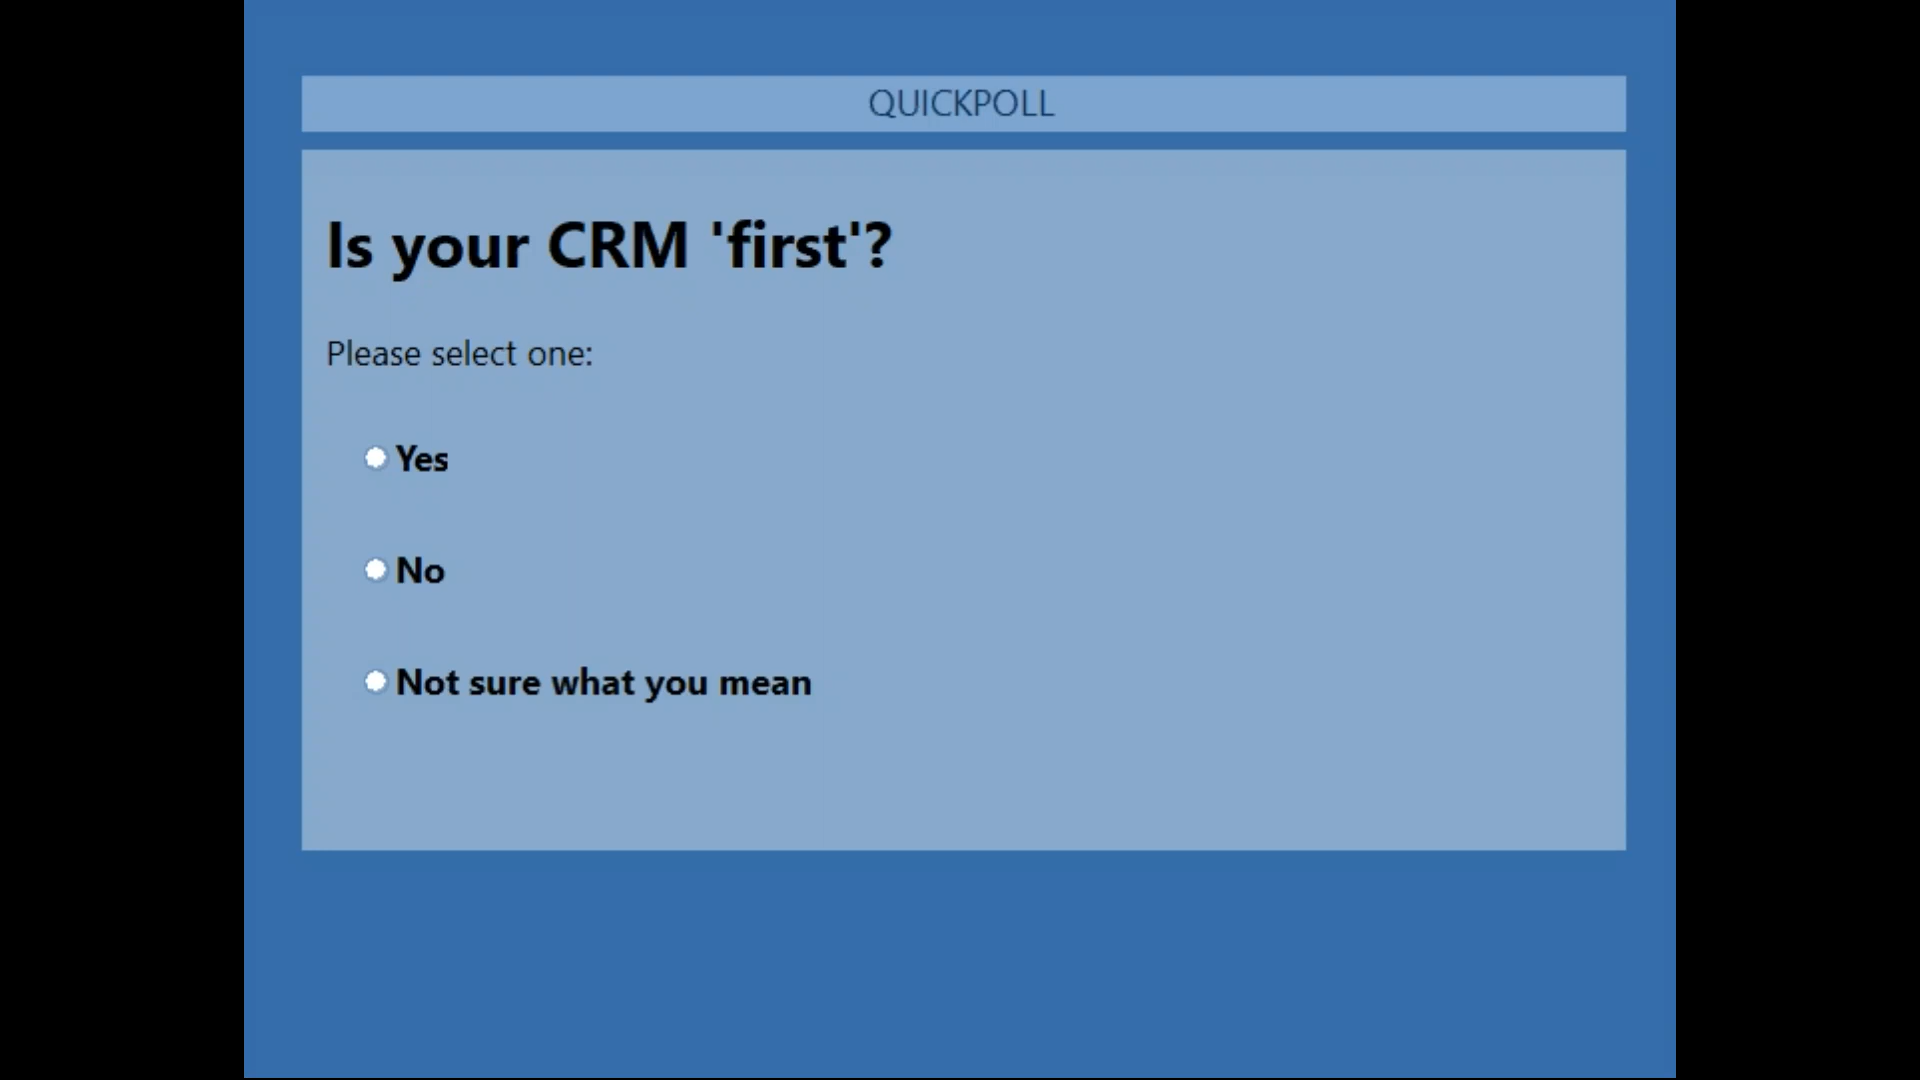 QUICKPOLL
Is your CRM 'first'?
Please select one:
Yes
No
Not sure what you mean